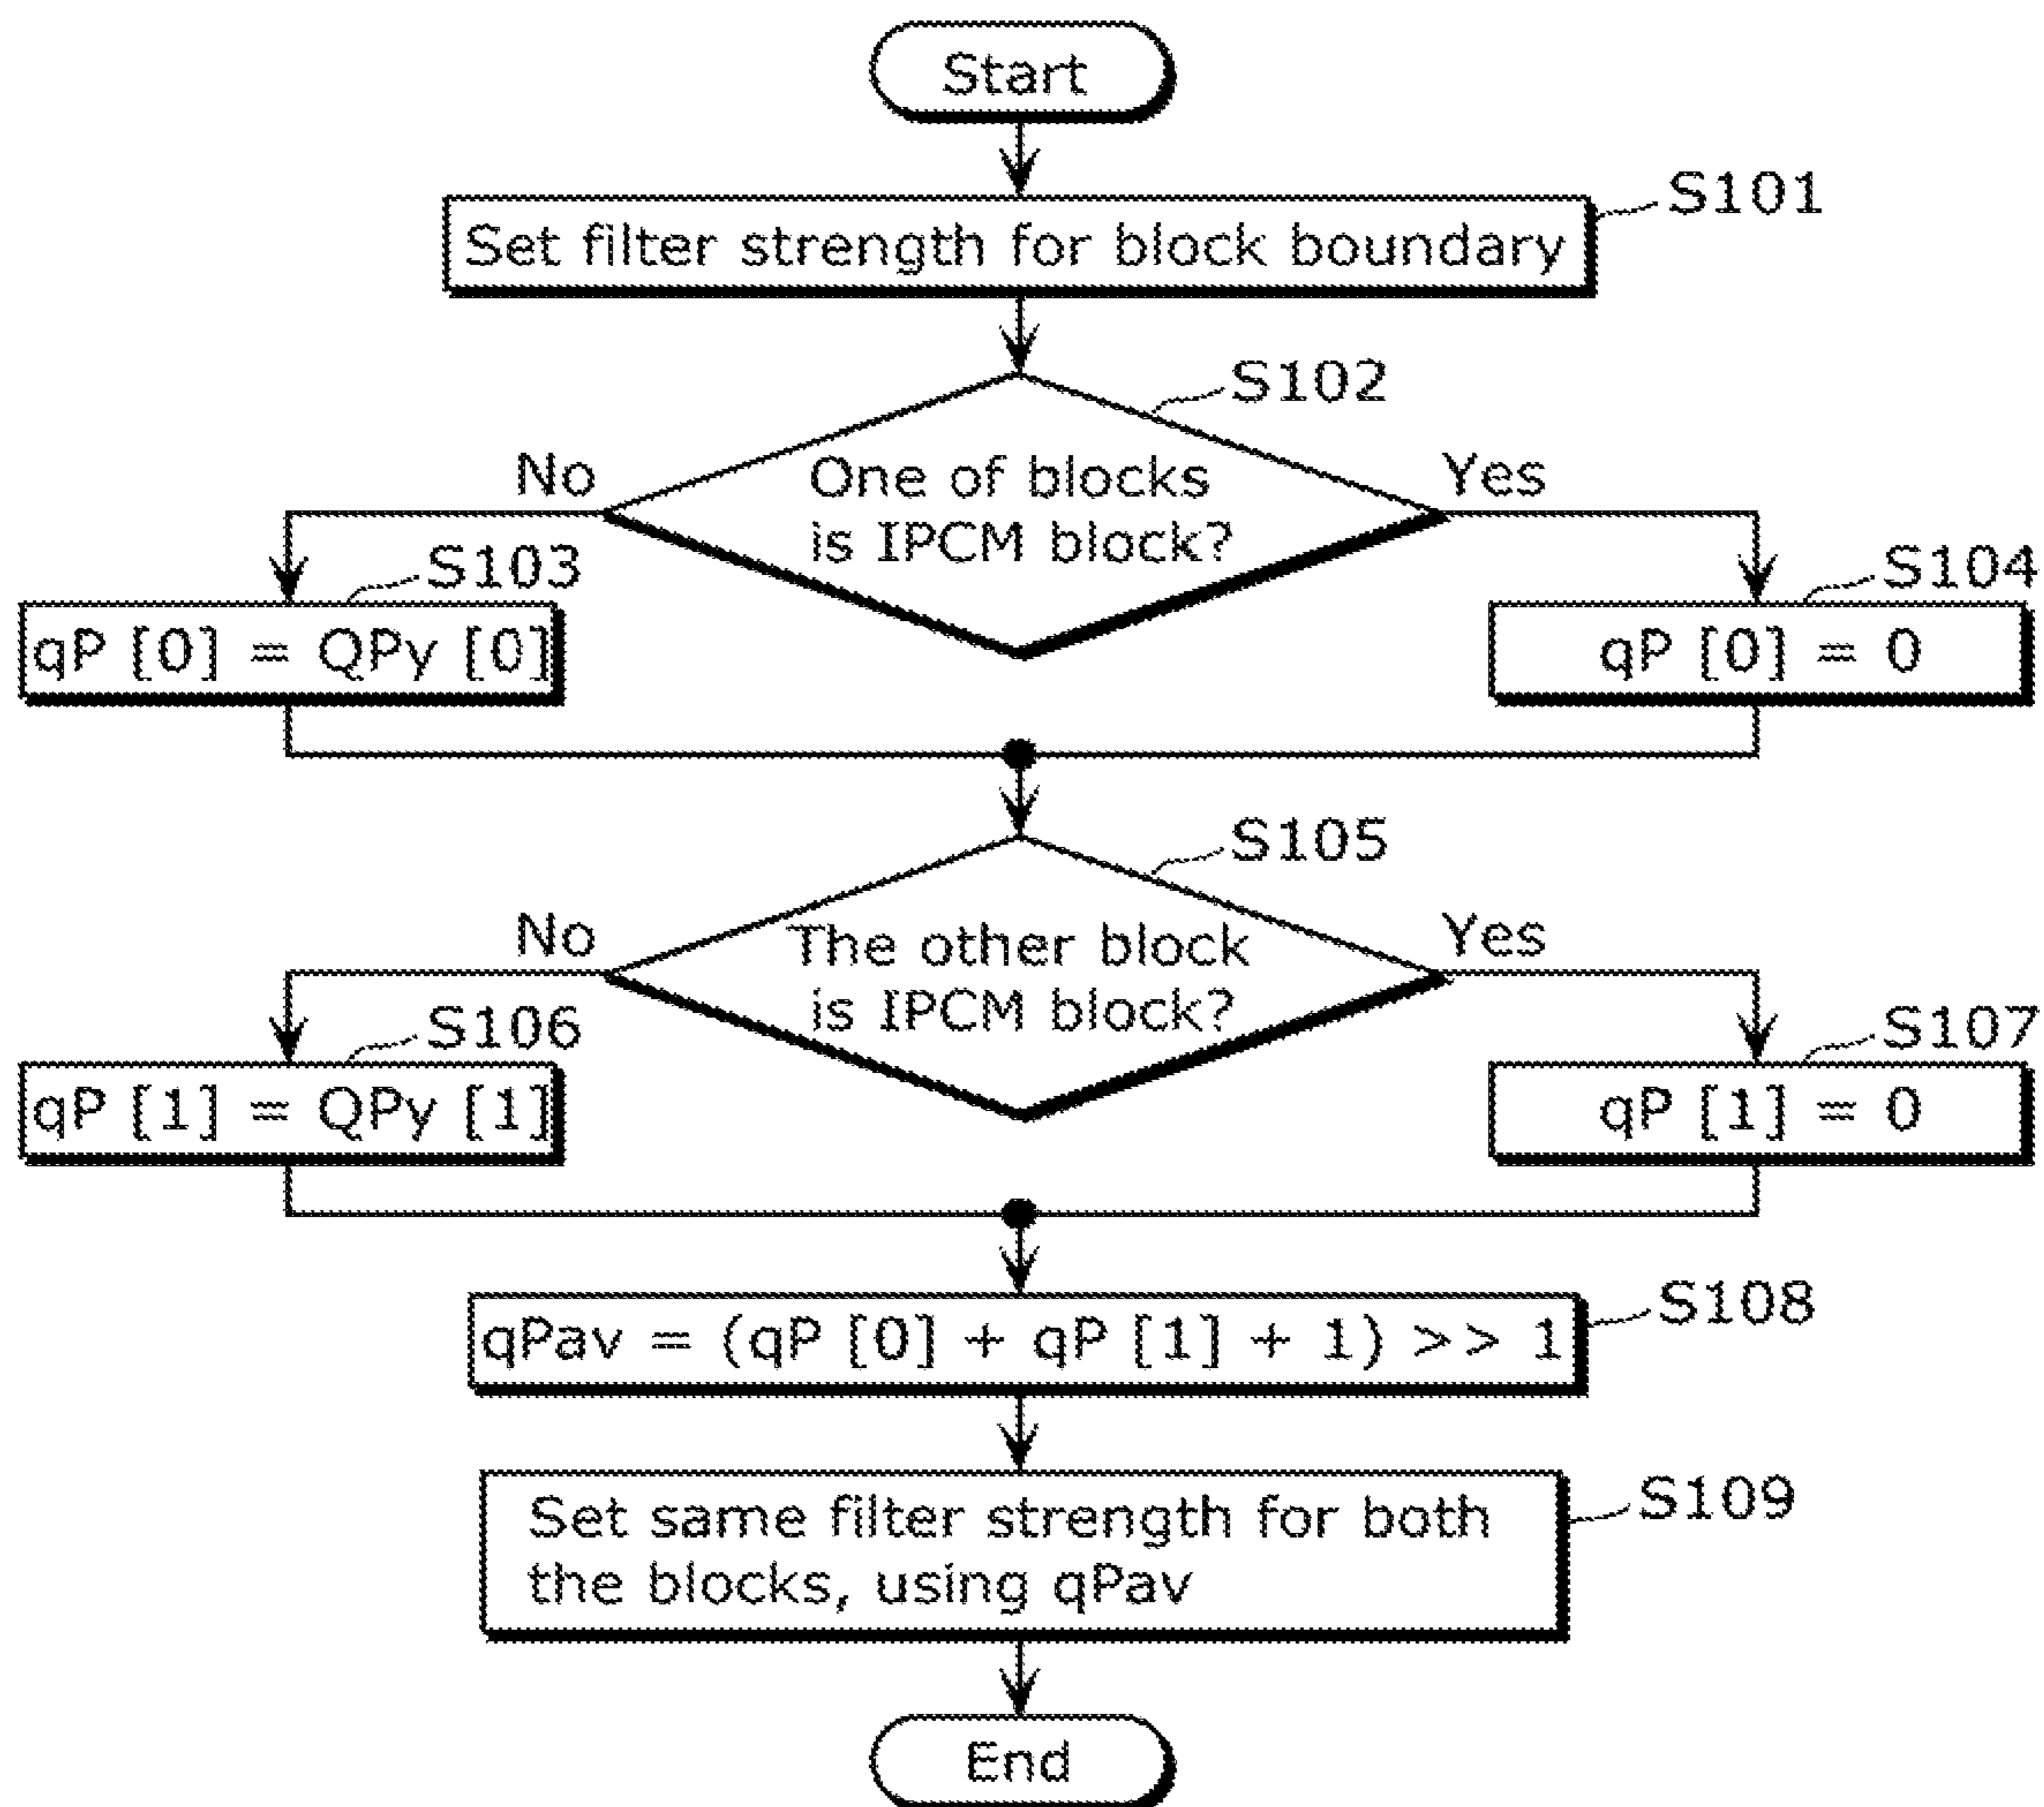 Start
S101
Set filter strength for block boundary
S102
One of blocks
is IPCM block?
No
Yes
S103
S104
qP [0] = QPy [0]
qP [0] = 0
S105
The other block
is IPCM block?
No
Yes
S106
S107
qP [1] = QPy [1]
qP [1] = 0
S108
qPav = (qP [0] + qP [1] + 1) >> 1
S109
Set same filter strength for both
the blocks, using qPav
End